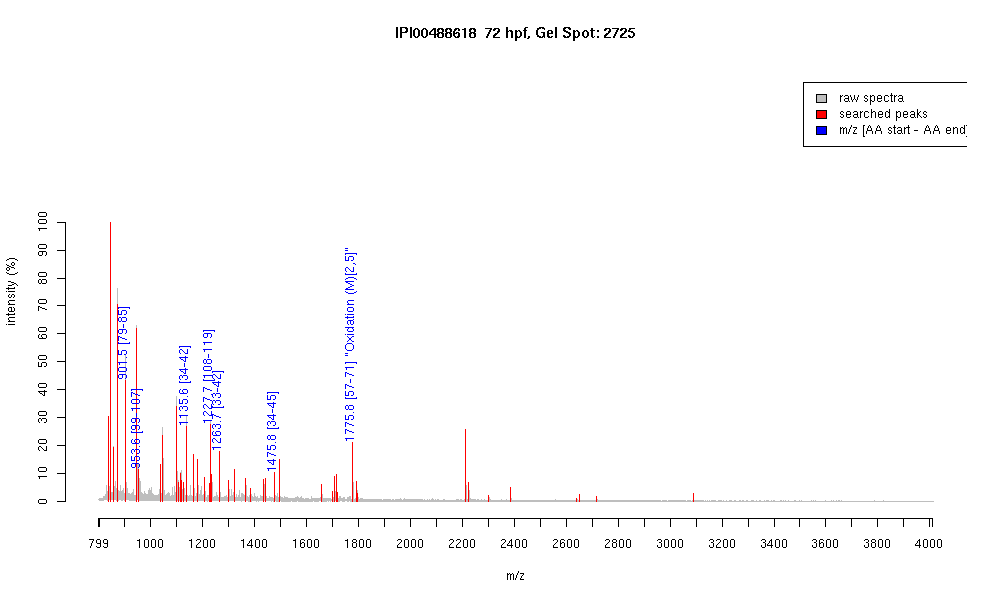 IPI00488618 72 hpf, Gel Spot: 2725
raw spectra
searched peaks
m/z [AA start - AA end]
intensity (%)
100
90
80
70
60
50
40
30
20
10
0
901.5 [79-85]
953.6 [99-107]
1135.6 [34-42]
1227.7 [108-119]
1263.7 [33-42]
1475.8 [34-45]
1775.8 [57-71] "Oxidation (M)[2,5]"
799 1000 1200 1400 1600 1800 2000 2200 2400 2600 2800 3000 3200 3400 3600 3800 4000
m/z